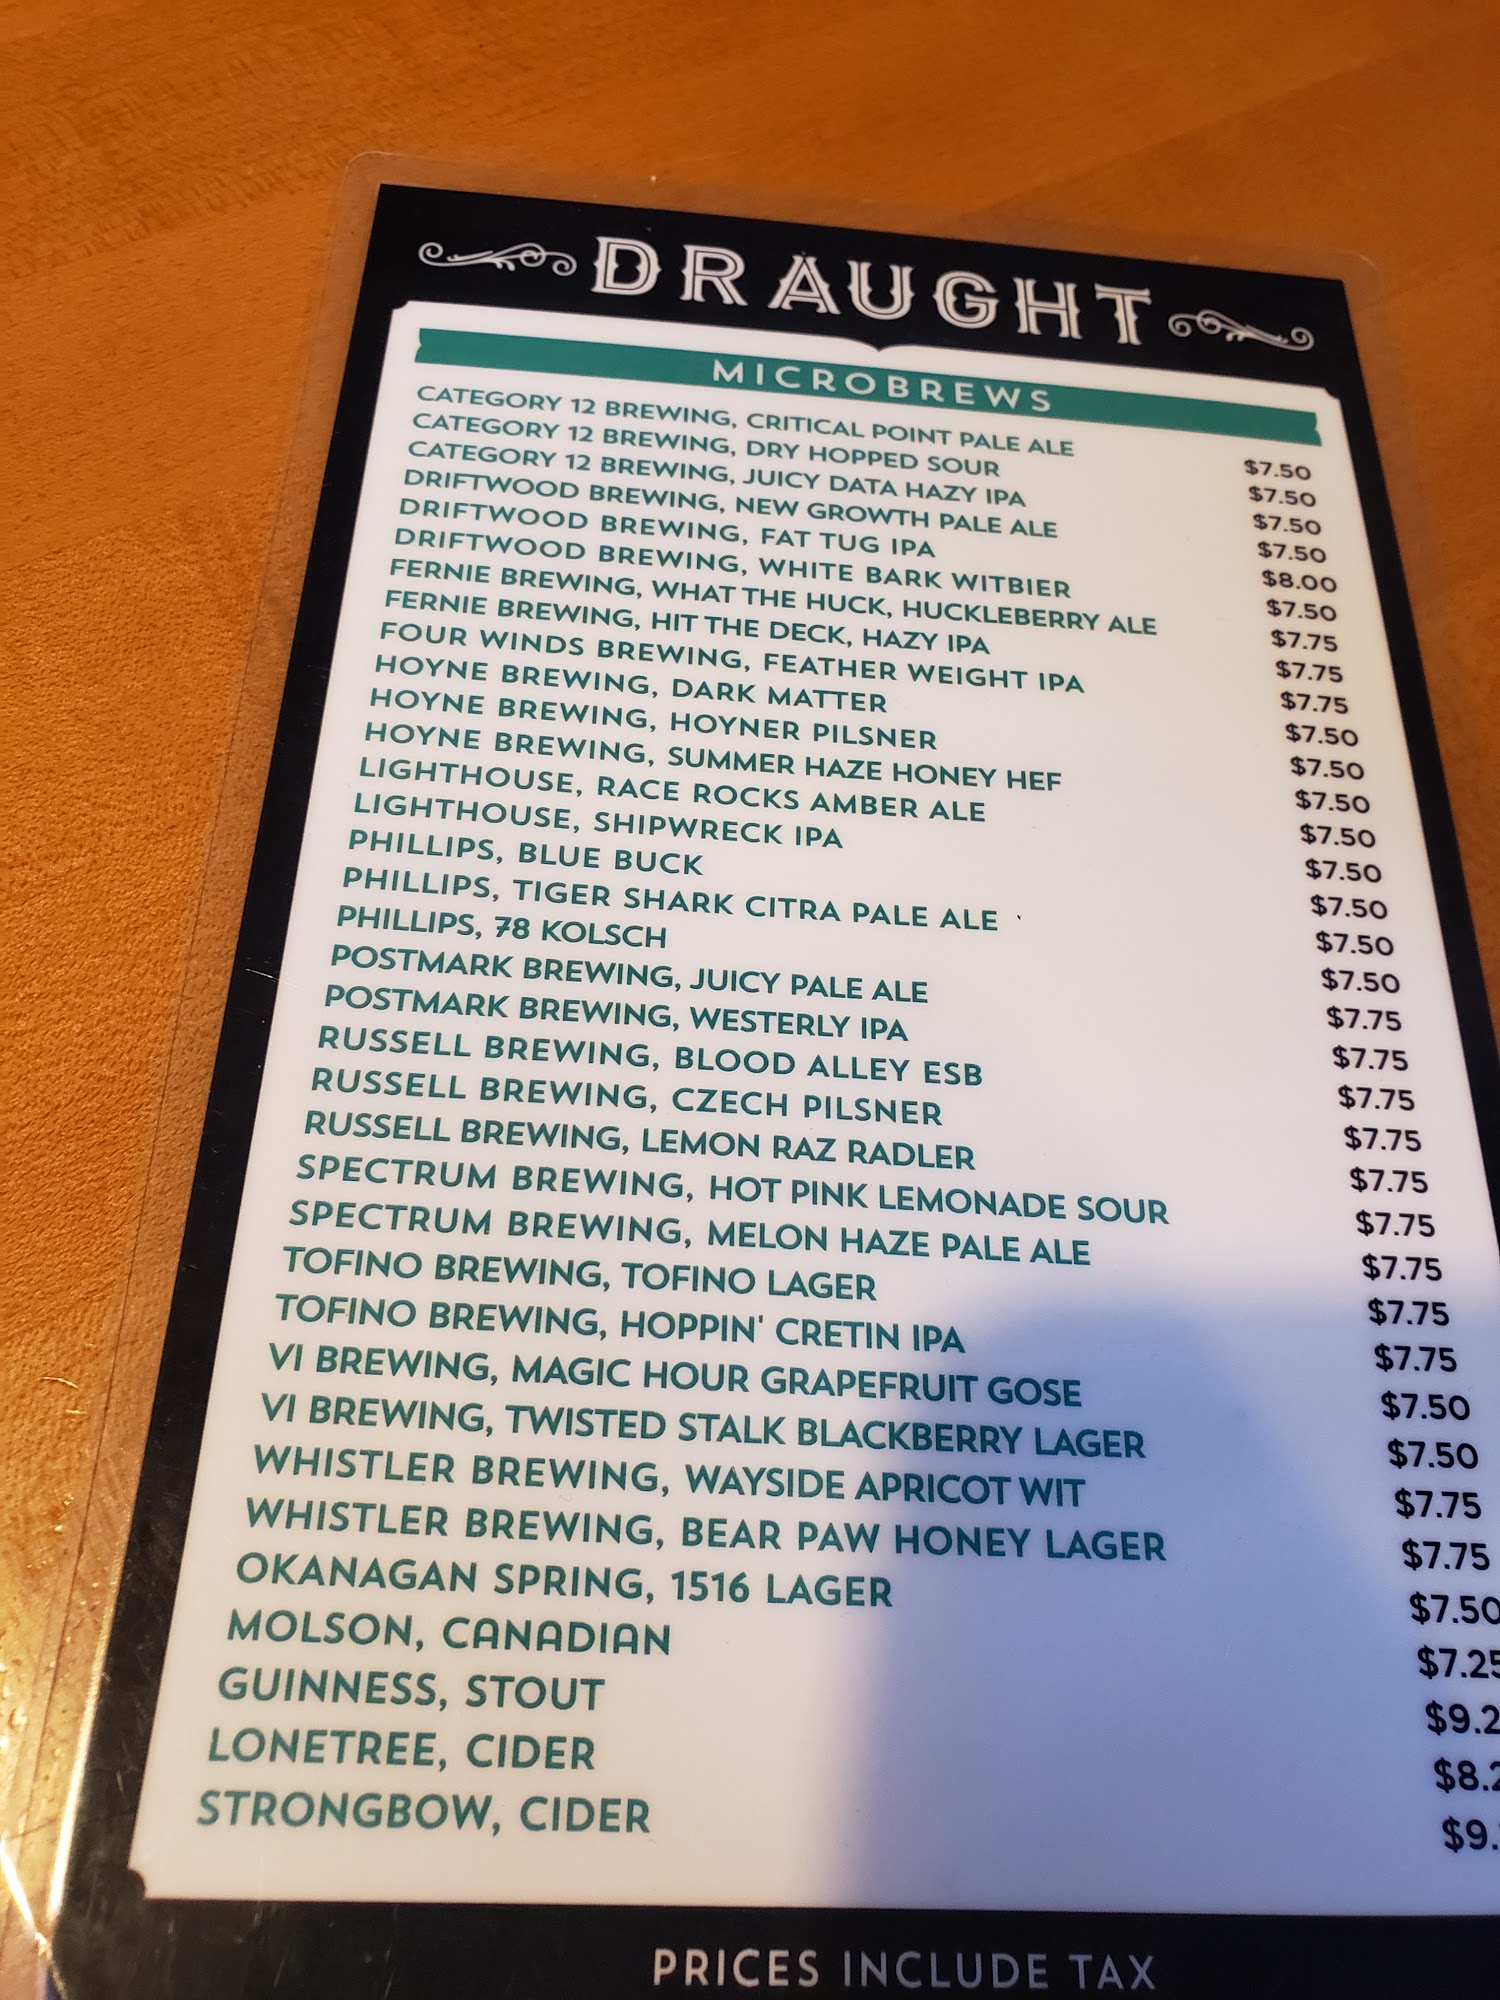 DRAUGHT
MICROBREWS
CATEGORY 12 BREWING, CRITICAL POINT PALE ALE $7.50
CATEGORY 12 BREWING, DRY HOPPED SOUR $7.50
CATEGORY 12 BREWING, JUICY DATA HAZY IPA $7.50
DRIFTWOOD BREWING, NEW GROWTH PALE ALE $7.50
DRIFTWOOD BREWING, FAT TUG IPA $8.00
DRIFTWOOD BREWING, WHITE BARK WITBIER $7.50
FERNIE BREWING, WHAT THE HUCK, HUCKLEBERRY ALE $7.75
FERNIE BREWING, HIT THE DECK, HAZY IPA $7.75
FOUR WINDS BREWING, FEATHER WEIGHT IPA $7.75
HOYNE BREWING, DARK MATTER $7.50
HOYNE BREWING, HOYNER PILSNER $7.50
HOYNE BREWING, SUMMER HAZE HONEY HEF $7.50
LIGHTHOUSE, RACE ROCKS AMBER ALE $7.50
LIGHTHOUSE, SHIPWRECK IPA $7.50
PHILLIPS, BLUE BUCK $7.50
PHILLIPS, TIGER SHARK CITRA PALE ALE $7.50
PHILLIPS, 78 KOLSCH $7.50
POSTMARK BREWING, JUICY PALE ALE $7.75
POSTMARK BREWING, WESTERLY IPA $7.75
RUSSELL BREWING, BLOOD ALLEY ESB $7.75
RUSSELL BREWING, CZECH PILSNER $7.75
RUSSELL BREWING, LEMON RAZ RADLER $7.75
SPECTRUM BREWING, HOT PINK LEMONADE SOUR $7.75
SPECTRUM BREWING, MELON HAZE PALE ALE $7.75
TOFINO BREWING, TOFINO LAGER $7.75
TOFINO BREWING, HOPPIN' CRETIN IPA $7.75
VI BREWING, MAGIC HOUR GRAPEFRUIT GOSE $7.50
VI BREWING, TWISTED STALK BLACKBERRY LAGER $7.50
WHISTLER BREWING, WAYSIDE APRICOT WIT $7.75
WHISTLER BREWING, BEAR PAW HONEY LAGER $7.75
OKANAGAN SPRING, 1516 LAGER $7.50
MOLSON, CANADIAN $7.25
GUINNESS, STOUT
LONETREE, CIDER
STRONGBOW, CIDER
PRICES INCLUDE TAX